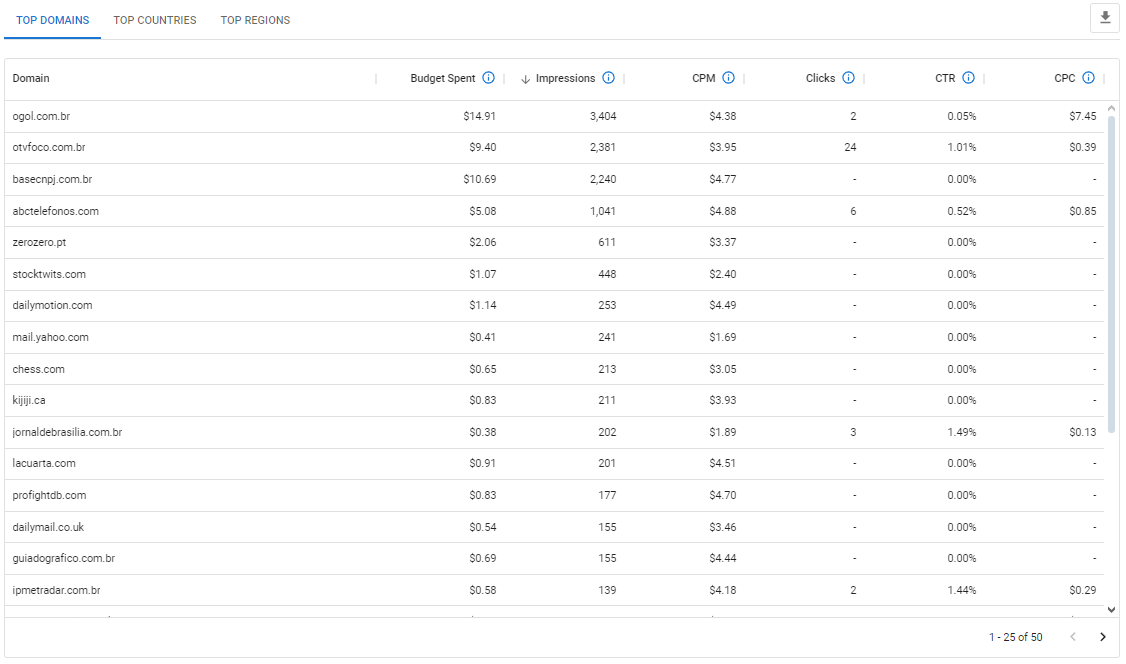 TOP DOMAINS TOP COUNTRIES TOP REGIONS
Domain Budget Spent Impressions CPM Clicks CTR CPC
ogol.com.br $14.91 3,404 $4.38 2 0.05% $7.45
otvfoco.com.br $9.40 2,381 $3.95 24 1.01% $0.39
basecnpj.com.br $10.69 2,240 $4.77 - 0.00% -
abctelefonos.com $5.08 1,041 $4.88 6 0.52% $0.85
zerozero.pt $2.06 611 $3.37 - 0.00% -
stocktwits.com $1.07 448 $2.40 - 0.00% -
dailymotion.com $1.14 253 $4.49 - 0.00% -
mail.yahoo.com $0.41 241 $1.69 - 0.00% -
chess.com $0.65 213 $3.05 - 0.00% -
kijiji.ca $0.83 211 $3.93 - 0.00% -
jornaldebrasilia.com.br $0.38 202 $1.89 3 1.49% $0.13
lacuarta.com $0.91 201 $4.51 - 0.00% -
profightdb.com $0.83 177 $4.70 - 0.00% -
dailymail.co.uk $0.54 155 $3.46 - 0.00% -
guiadografico.com.br $0.69 155 $4.44 - 0.00% -
ipmetradar.com.br $0.58 139 $4.18 2 1.44% $0.29
1 - 25 of 50